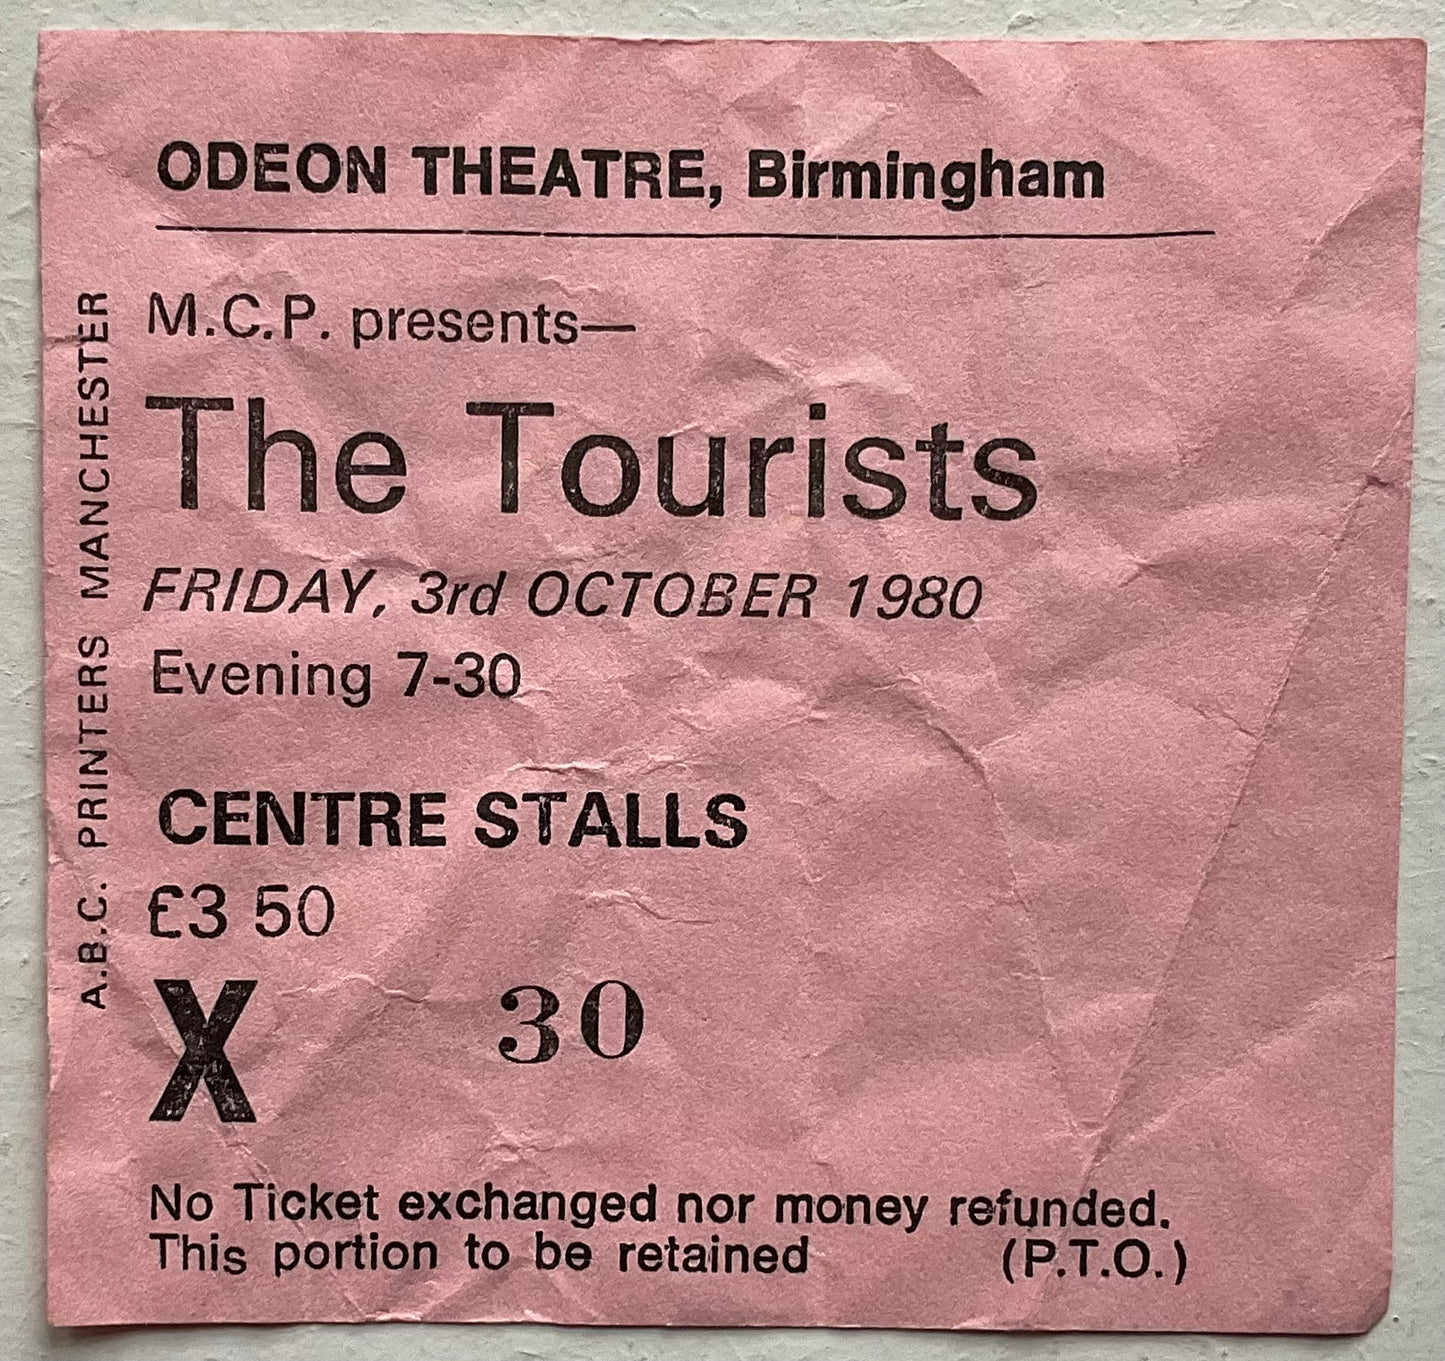 ODEON THEATRE, Birmingham
M.C.P. presents—
The Tourists
FRIDAY, 3rd OCTOBER 1980
Evening 7-30
CENTRE STALLS
£3 50
X 30
No Ticket exchanged nor money refunded.
This portion to be retained (P.T.O.)
A.B.C. PRINTERS MANCHESTER